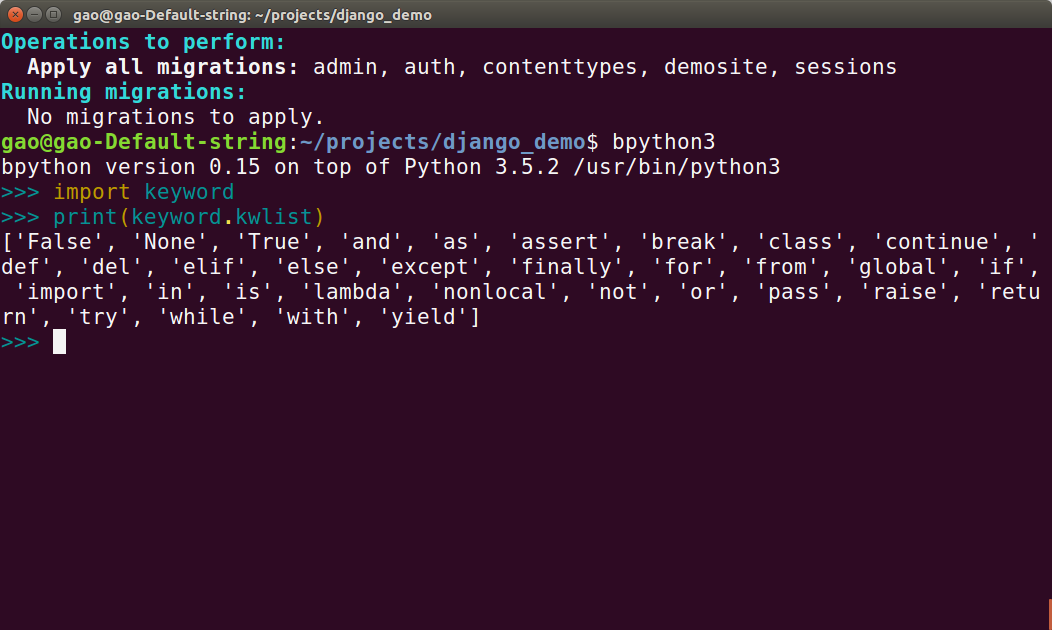 gao@gao-Default-string: ~/projects/django_demo
Operations to perform:
  Apply all migrations: admin, auth, contenttypes, demosite, sessions
Running migrations:
  No migrations to apply.
gao@gao-Default-string:~/projects/django_demo$ bpython3
bpython version 0.15 on top of Python 3.5.2 /usr/bin/python3
>>> import keyword
>>> print(keyword.kwlist)
['False', 'None', 'True', 'and', 'as', 'assert', 'break', 'class', 'continue', '
def', 'del', 'elif', 'else', 'except', 'finally', 'for', 'from', 'global', 'if',
 'import', 'in', 'is', 'lambda', 'nonlocal', 'not', 'or', 'pass', 'raise', 'retu
rn', 'try', 'while', 'with', 'yield']
>>>